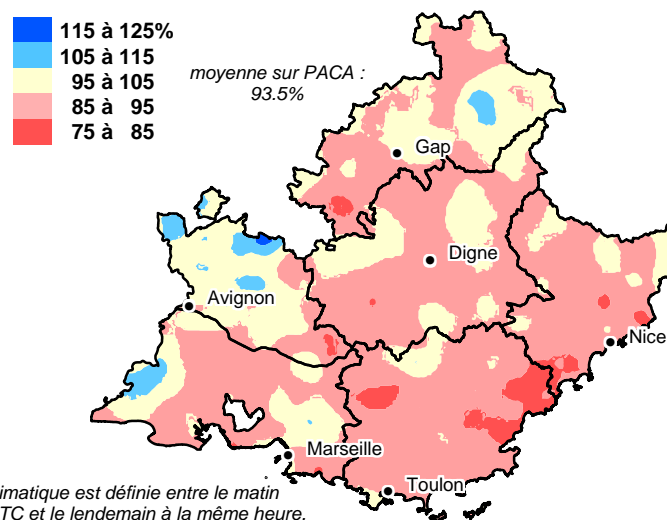 115 à 125%
105 à 115
95 à 105
85 à 95
75 à 85
moyenne sur PACA :
93.5%
Gap
Digne
Avignon
Nice
Marseille
Toulon
imatique est définie entre le matin
TC et le lendemain à la même heure.